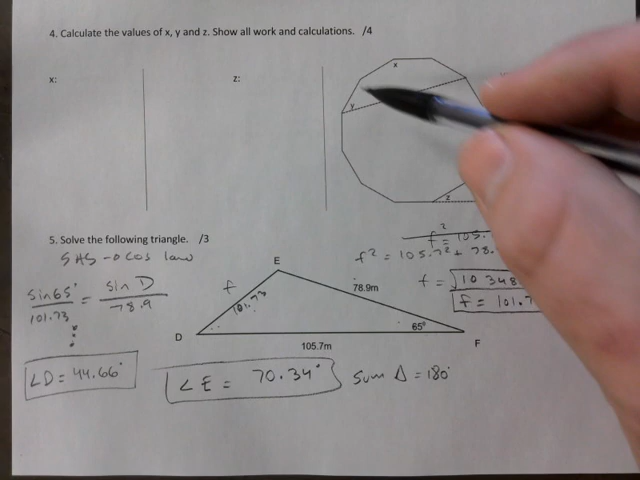 4. Calculate the values of x, y and z. Show all work and calculations. /4
x:
z:
x
y
z
5. Solve the following triangle. /3
SAS → cos law
f = 105.
f² = 105.7² + 78.
f = √10348
f = 101.7
sin65° = sin D
101.73 78.9
∠D = 44.66°
E
f
101.73
78.9m
65°
D
F
105.7m
∠E = 70.34°
Sum Δ = 180°